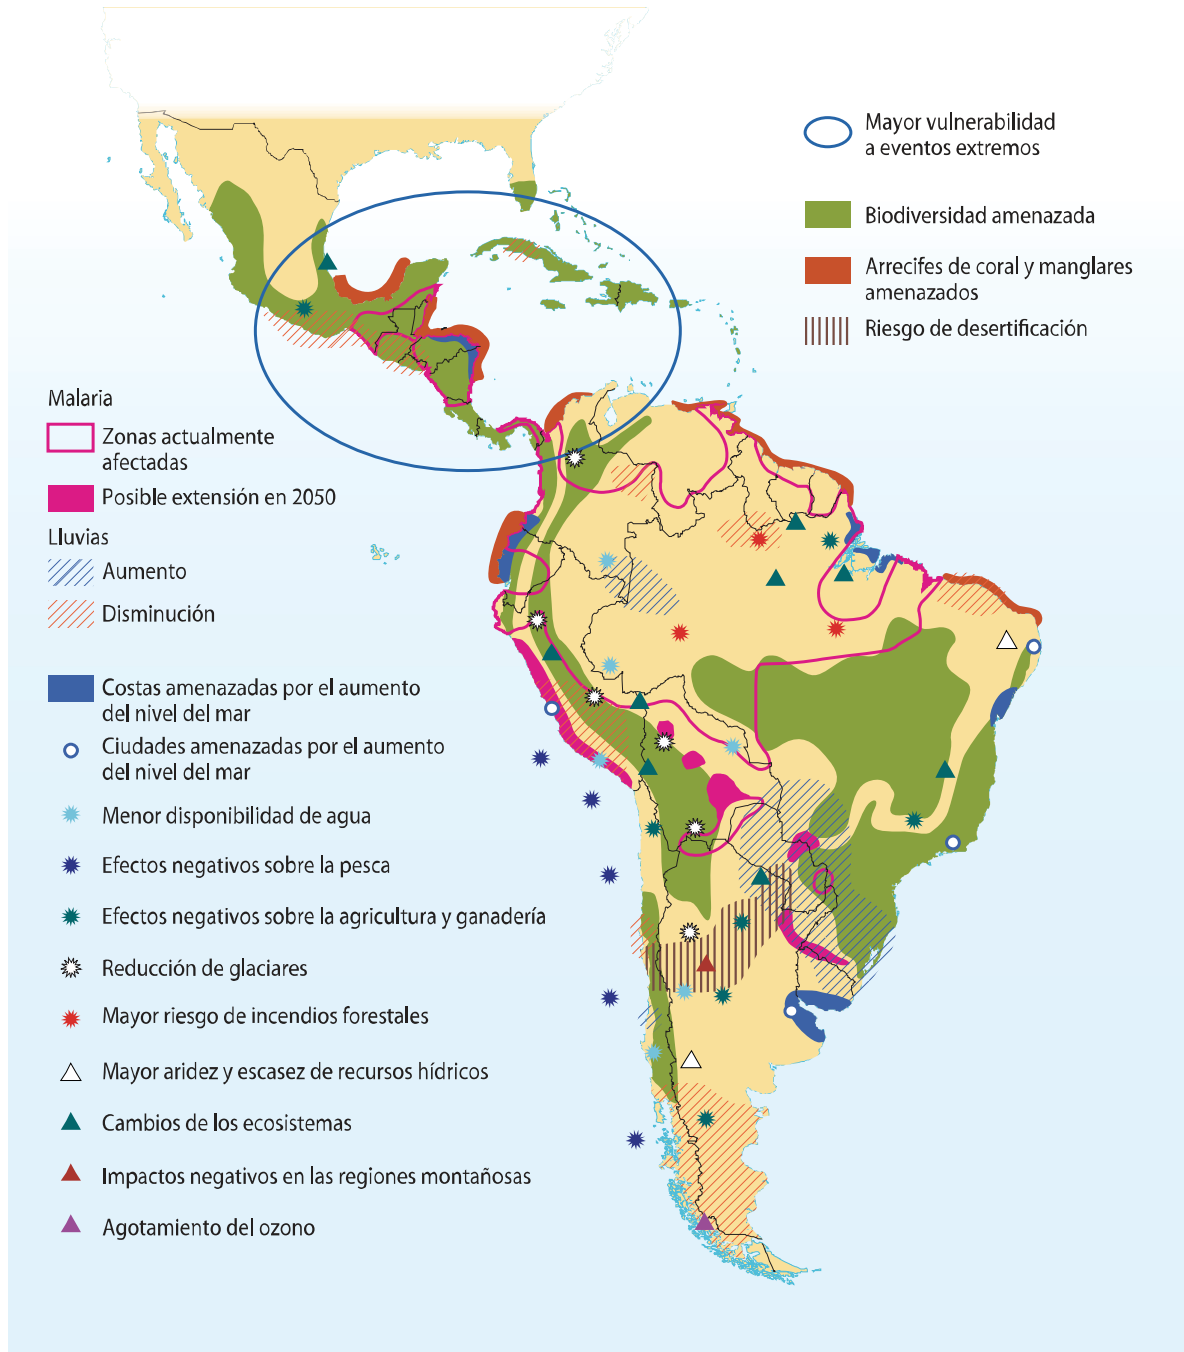 Mayor vulnerabilidad
a eventos extremos
Biodiversidad amenazada
Arrecifes de coral y manglares
amenazados
Riesgo de desertificación
Malaria
Zonas actualmente
afectadas
Posible extensión en 2050
Lluvias
Aumento
Disminución
Costas amenazadas por el aumento
del nivel del mar
Ciudades amenazadas por el aumento
del nivel del mar
Menor disponibilidad de agua
Efectos negativos sobre la pesca
Efectos negativos sobre la agricultura y ganadería
Reducción de glaciares
Mayor riesgo de incendios forestales
Mayor aridez y escasez de recursos hídricos
Cambios de los ecosistemas
Impactos negativos en las regiones montañosas
Agotamiento del ozono